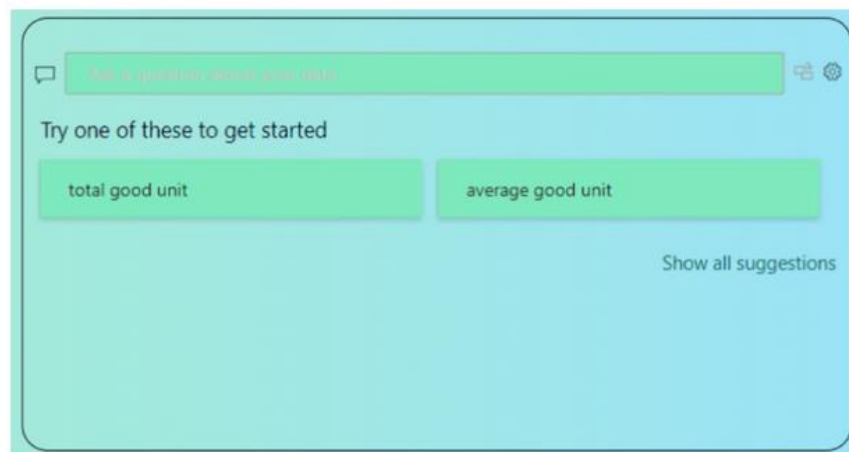 Ask a question about your data
Try one of these to get started
total good unit
average good unit
Show all suggestions